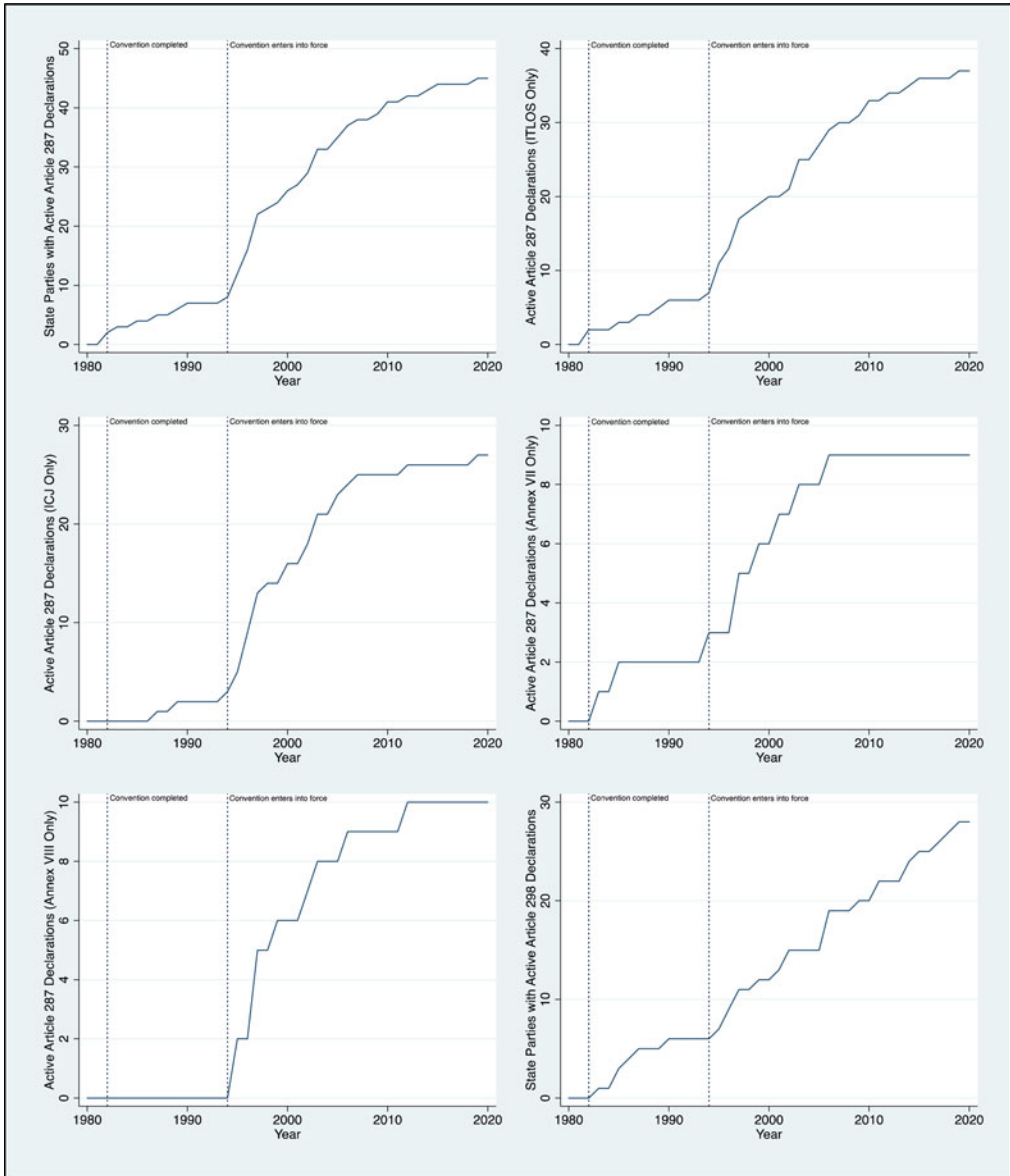 Convention completed
Convention enters into force
State Parties with Active Article 287 Declarations
50
40
30
20
10
0
1980
1990
2000
2010
2020
Year
Convention completed
Convention enters into force
Active Article 287 Declarations (ITLOS Only)
40
30
20
10
0
1980
1990
2000
2010
2020
Year
Convention completed
Convention enters into force
Active Article 287 Declarations (ICJ Only)
30
20
10
0
1980
1990
2000
2010
2020
Year
Convention completed
Convention enters into force
Active Article 287 Declarations (Annex VII Only)
10
8
6
4
2
0
1980
1990
2000
2010
2020
Year
Convention completed
Convention enters into force
Active Article 287 Declarations (Annex VIII Only)
10
8
6
4
2
0
1980
1990
2000
2010
2020
Year
Convention completed
Convention enters into force
State Parties with Active Article 298 Declarations
30
20
10
0
1980
1990
2000
2010
2020
Year